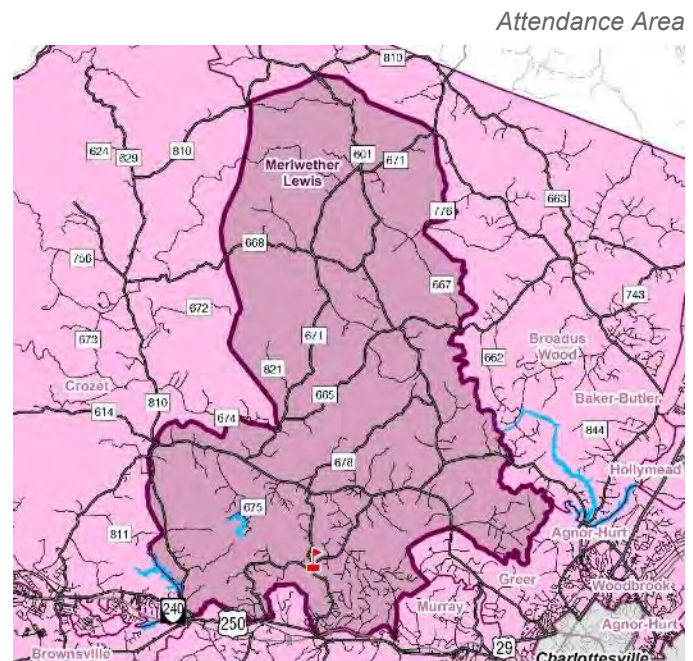 Attendance Area
810
624
829
810
601
671
Meriwether
Lewis
663
776
756
668
667
743
672
671
662
Broadus
Wood
673
821
665
Crozet
Baker-Butler
614
810
674
844
678
Hollymead
675
811
Agnor-Hurt
Greer
Woodbrook
240
250
Murray
29
Agnor-Hurt
Brownsville
Charlottesville